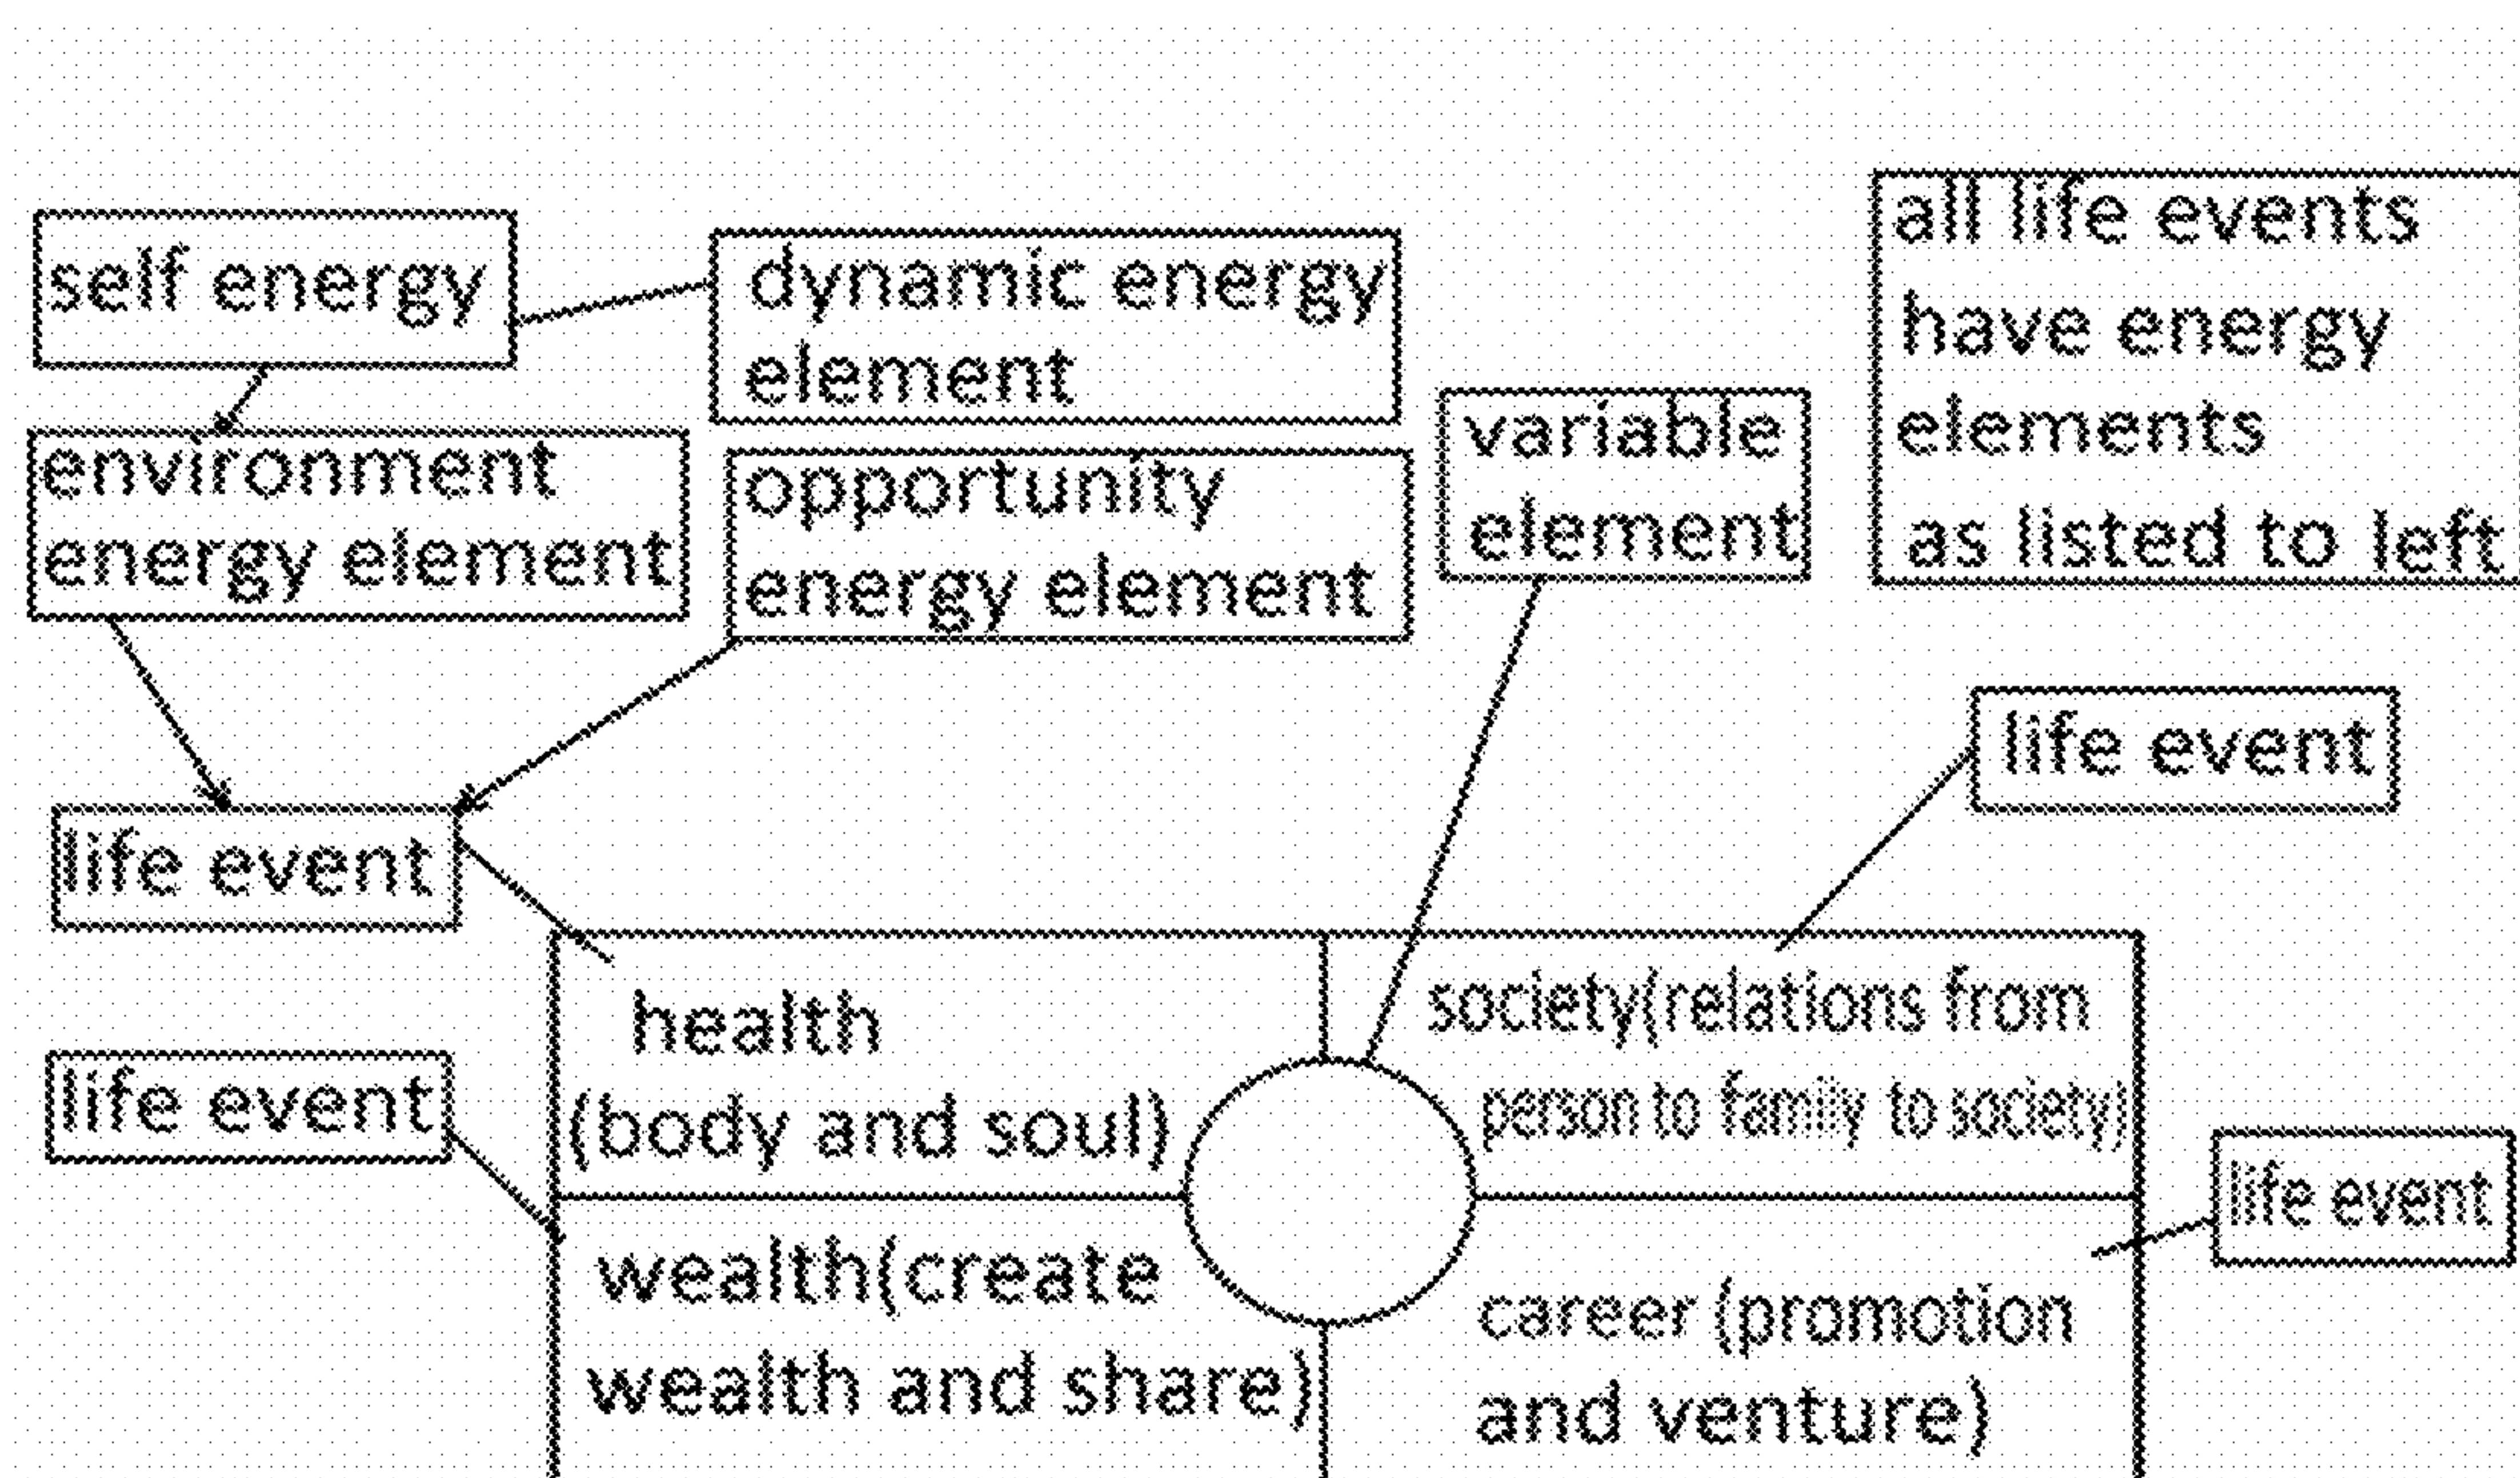 self energy
dynamic energy
element
environment
energy element
opportunity
energy element
variable
element
all life events
have energy
elements
as listed to left
life event
life event
life event
life event
health
(body and soul)
society(relations from
person to family to society)
wealth(create
wealth and share)
career (promotion
and venture)